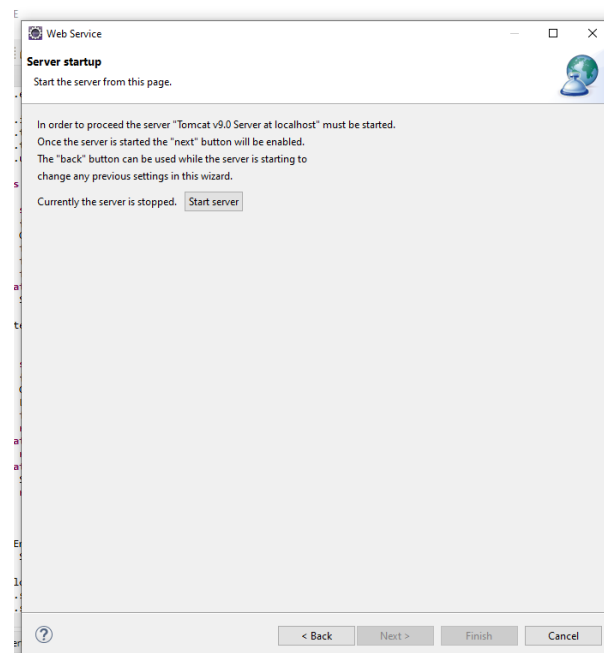 Web Service
Server startup
Start the server from this page.
In order to proceed the server "Tomcat v9.0 Server at localhost" must be started.
Once the server is started the "next" button will be enabled.
The "back" button can be used while the server is starting to
change any previous settings in this wizard.
Currently the server is stopped. Start server
? < Back Next > Finish Cancel